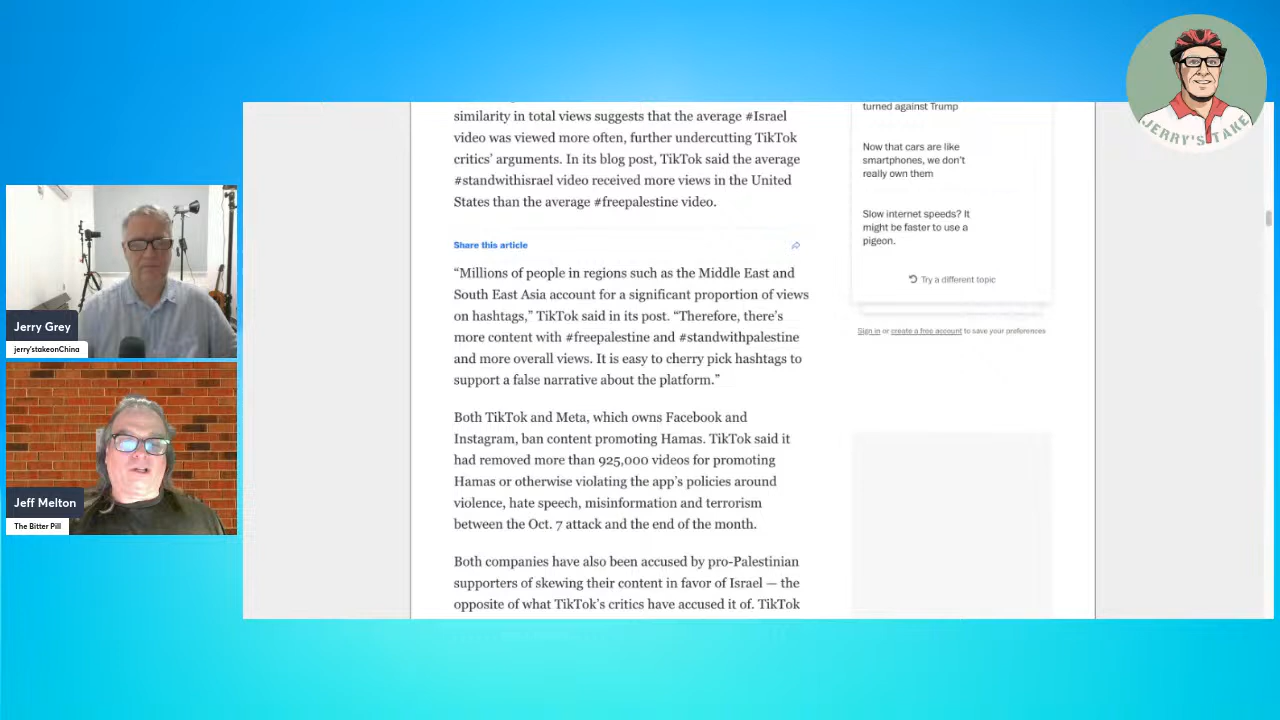 similarity in total views suggests that the average #Israel
video was viewed more often, further undercutting TikTok
critics’ arguments. In its blog post, TikTok said the average
#standwithisrael video received more views in the United
States than the average #freepalestine video.
Share this article
“Millions of people in regions such as the Middle East and
South East Asia account for a significant proportion of views
on hashtags,” TikTok said in its post. “Therefore, there’s
more content with #freepalestine and #standwithpalestine
and more overall views. It is easy to cherry pick hashtags to
support a false narrative about the platform.”
Both TikTok and Meta, which owns Facebook and
Instagram, ban content promoting Hamas. TikTok said it
had removed more than 925,000 videos for promoting
Hamas or otherwise violating the app’s policies around
violence, hate speech, misinformation and terrorism
between the Oct. 7 attack and the end of the month.
Both companies have also been accused by pro-Palestinian
supporters of skewing their content in favor of Israel — the
opposite of what TikTok’s critics have accused it of. TikTok
turned against Trump
Now that cars are like
smartphones, we don’t
really own them
Slow internet speeds? It
might be faster to use a
pigeon.
Try a different topic
Sign in or create a free account to save your preferences
JERRY'S TAKE
Jerry Grey
jerry'stakeonChina
Jeff Melton
The Bitter Pill